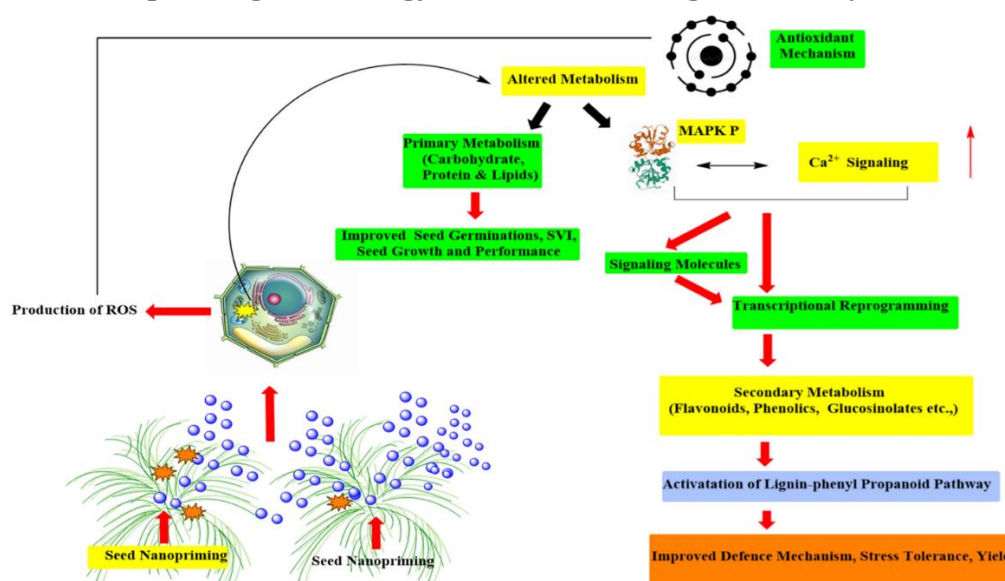 Antioxidant
Mechanism
Altered Metabolism
MAPK P
Primary Metabolism
(Carbohydrate,
Protein & Lipids)
Ca²⁺ Signaling
Improved Seed Germinations, SVI,
Seed Growth and Performance
Signaling Molecules
Production of ROS
Transcriptional Reprogramming
Secondary Metabolism
(Flavonoids, Phenolics, Glucosinolates etc.,)
Activatation of Lignin-phenyl Propanoid Pathway
Seed Nanopriming
Seed Nanopriming
Improved Defence Mechanism, Stress Tolerance, Yield